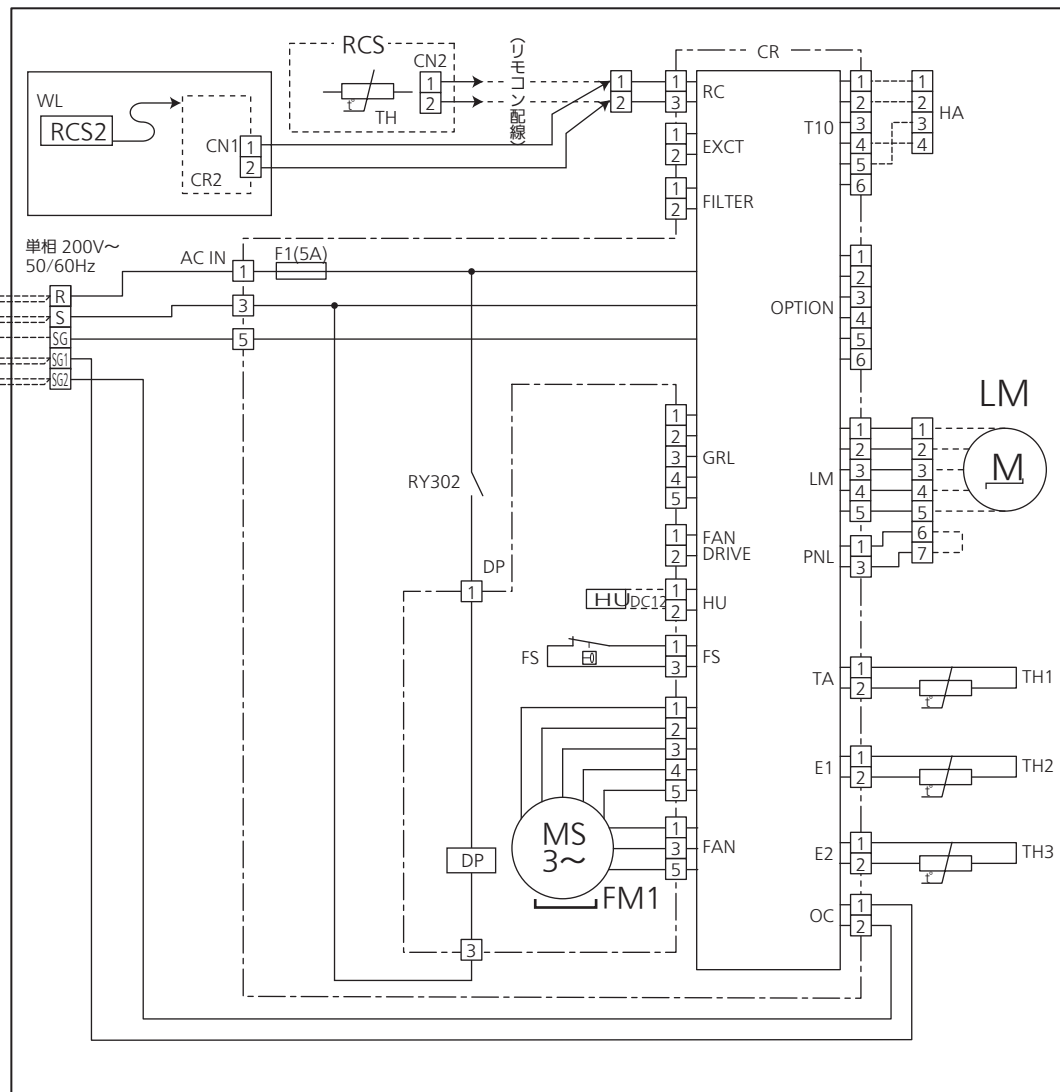 RCS
CR
CN2
(リモコン配線)
WL
1
2
1
2
1
3
RC
1
2
3
4
5
6
T10
1
2
3
4
HA
RCS2
t°
TH
CN1
1
2
CR2
1
2
EXCT
1
2
FILTER
単相 200V～
50/60Hz
AC IN
1
F1(5A)
3
5
R
S
SG
SG1
SG2
OPTION
1
2
3
4
5
6
LM
RY302
1
2
3
4
5
GRL
LM
1
2
3
4
5
1
2
3
4
5
6
7
M
1
2
FAN
DRIVE
PNL
1
3
DP
1
HU
DC12
1
2
HU
FS
1
3
FS
TA
1
2
t°
TH1
1
2
3
4
5
E1
1
2
t°
TH2
MS
3～
1
3
5
FAN
DP
FM1
E2
1
2
t°
TH3
OC
1
2
3